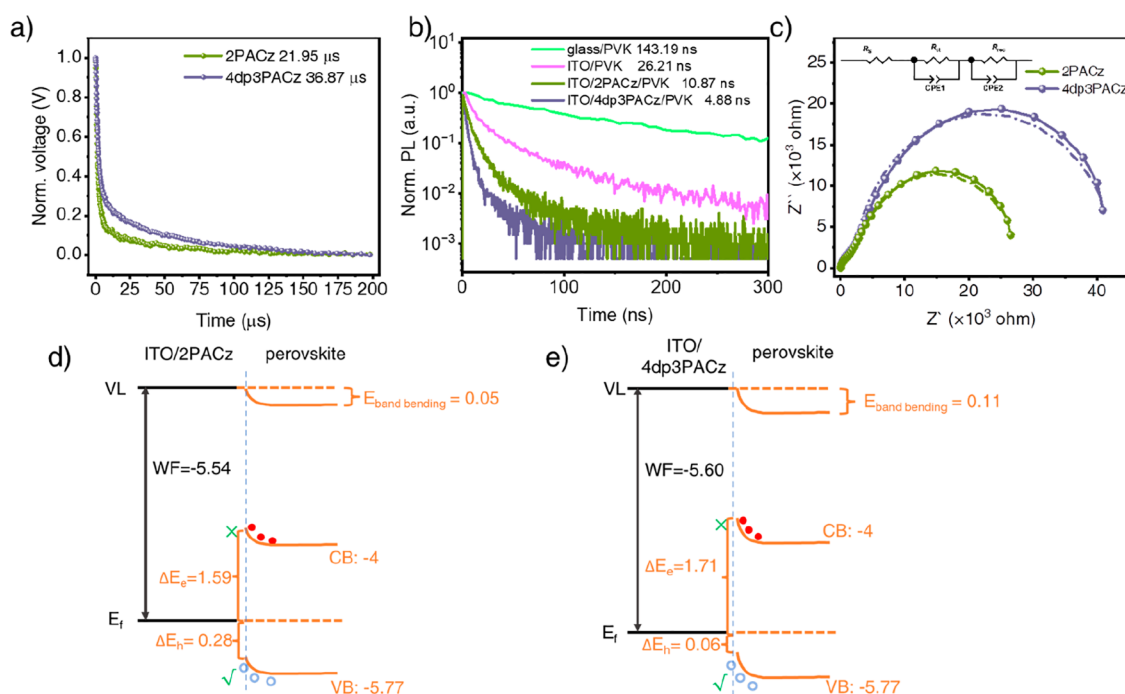 a)
Norm. voltage (V)
1.0
0.8
0.6
0.4
0.2
0.0
2PACz 21.95 μs
4dp3PACz 36.87 μs
0 25 50 75 100 125 150 175 200
Time (μs)
b)
Norm. PL (a.u.)
10⁰
10⁻¹
10⁻²
10⁻³
glass/PVK 143.19 ns
ITO/PVK 26.21 ns
ITO/2PACz/PVK 10.87 ns
ITO/4dp3PACz/PVK 4.88 ns
0 100 200 300
Time (ns)
c)
Z`` (×10³ ohm)
25
20
15
10
5
0
Rct Rrec
CPE1 CPE2
2PACz
4dp3PACz
0 10 20 30 40
Z` (×10³ ohm)
d)
ITO/2PACz perovskite
VL
E band bending = 0.05
WF=-5.54
CB: -4
ΔEe=1.59
Ef
ΔEh= 0.28
VB: -5.77
e)
ITO/
4dp3PACz
perovskite
VL
E band bending = 0.11
WF=-5.60
CB: -4
ΔEe=1.71
Ef
ΔEh= 0.06
VB: -5.77